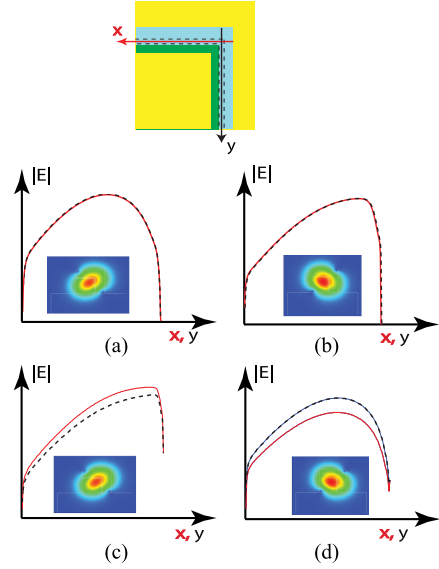 x
y
|E|
|E|
x, y
x, y
(a)
(b)
|E|
|E|
x, y
x, y
(c)
(d)